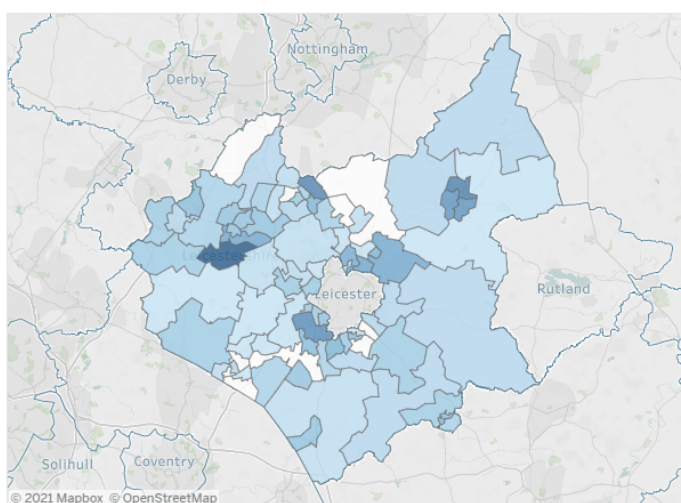 Nottingham
Derby
Leicestershire
Leicester
Rutland
Solihull
Coventry
© 2021 Mapbox © OpenStreetMap